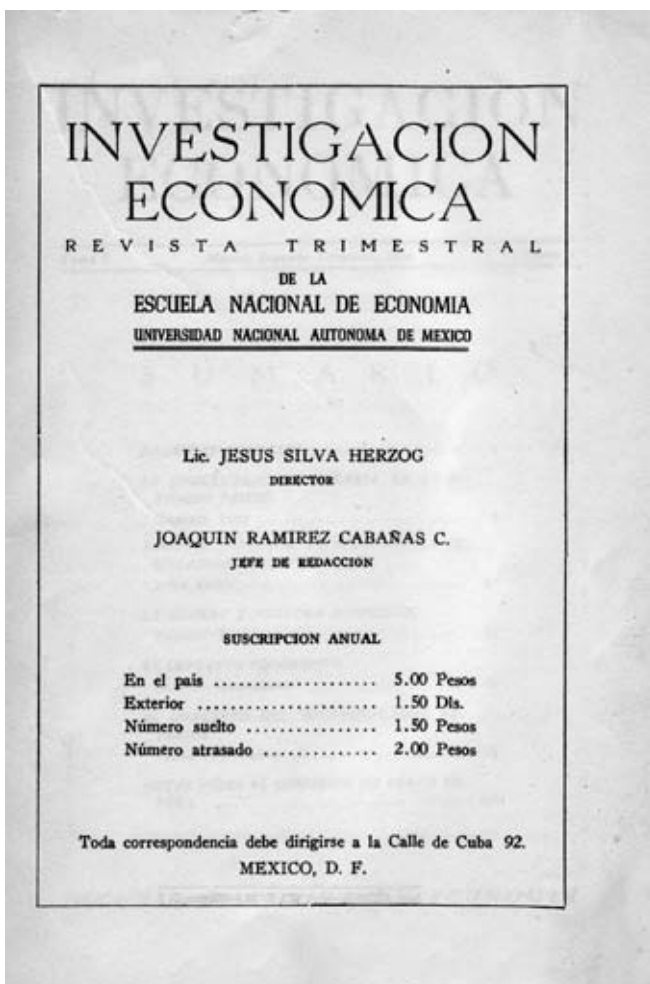 INVESTIGACION
ECONOMICA
REVISTA TRIMESTRAL
DE LA
ESCUELA NACIONAL DE ECONOMIA
UNIVERSIDAD NACIONAL AUTONOMA DE MEXICO
Lic. JESUS SILVA HERZOG
DIRECTOR
JOAQUIN RAMIREZ CABAÑAS C.
JEFE DE REDACCION
SUSCRIPCION ANUAL
En el país .................... 5.00 Pesos
Exterior ...................... 1.50 Dls.
Número suelto ................ 1.50 Pesos
Número atrasado .............. 2.00 Pesos
Toda correspondencia debe dirigirse a la Calle de Cuba 92.
MEXICO, D. F.